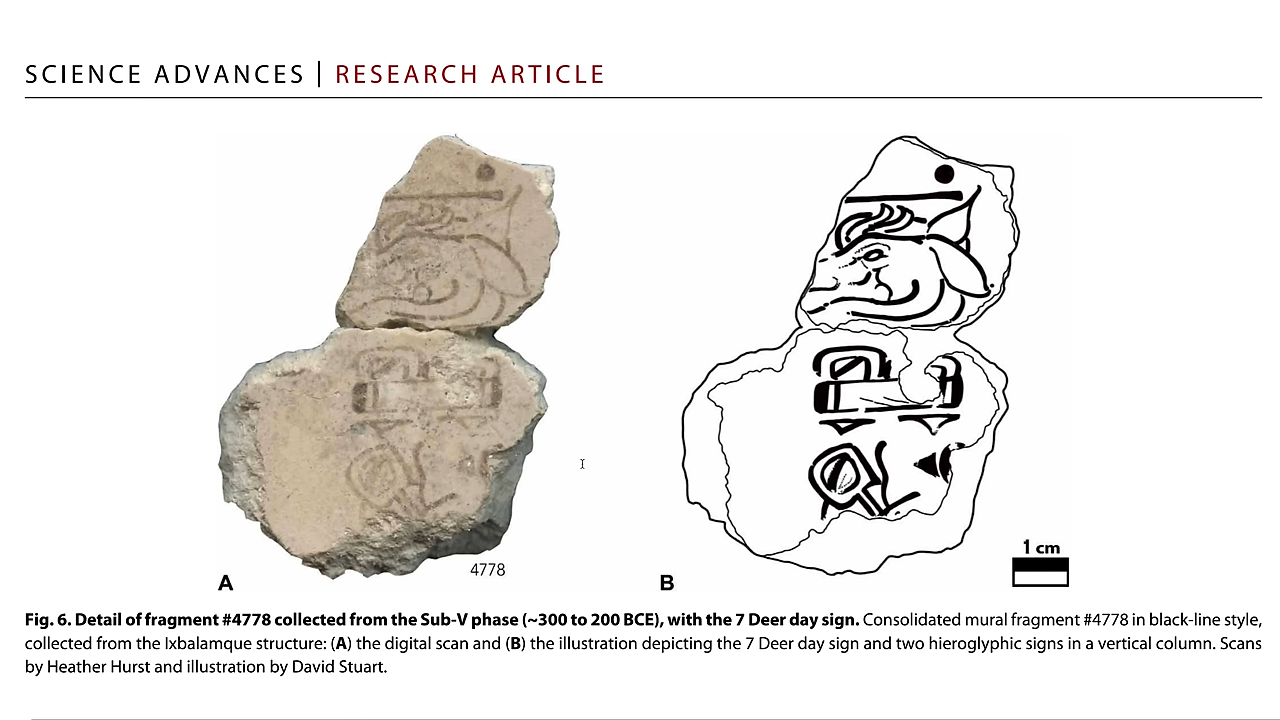 SCIENCE ADVANCES | RESEARCH ARTICLE
4778
1 cm
A
B
Fig. 6. Detail of fragment #4778 collected from the Sub-V phase (~300 to 200 BCE), with the 7 Deer day sign. Consolidated mural fragment #4778 in black-line style,
collected from the Ixbalamque structure: (A) the digital scan and (B) the illustration depicting the 7 Deer day sign and two hieroglyphic signs in a vertical column. Scans
by Heather Hurst and illustration by David Stuart.